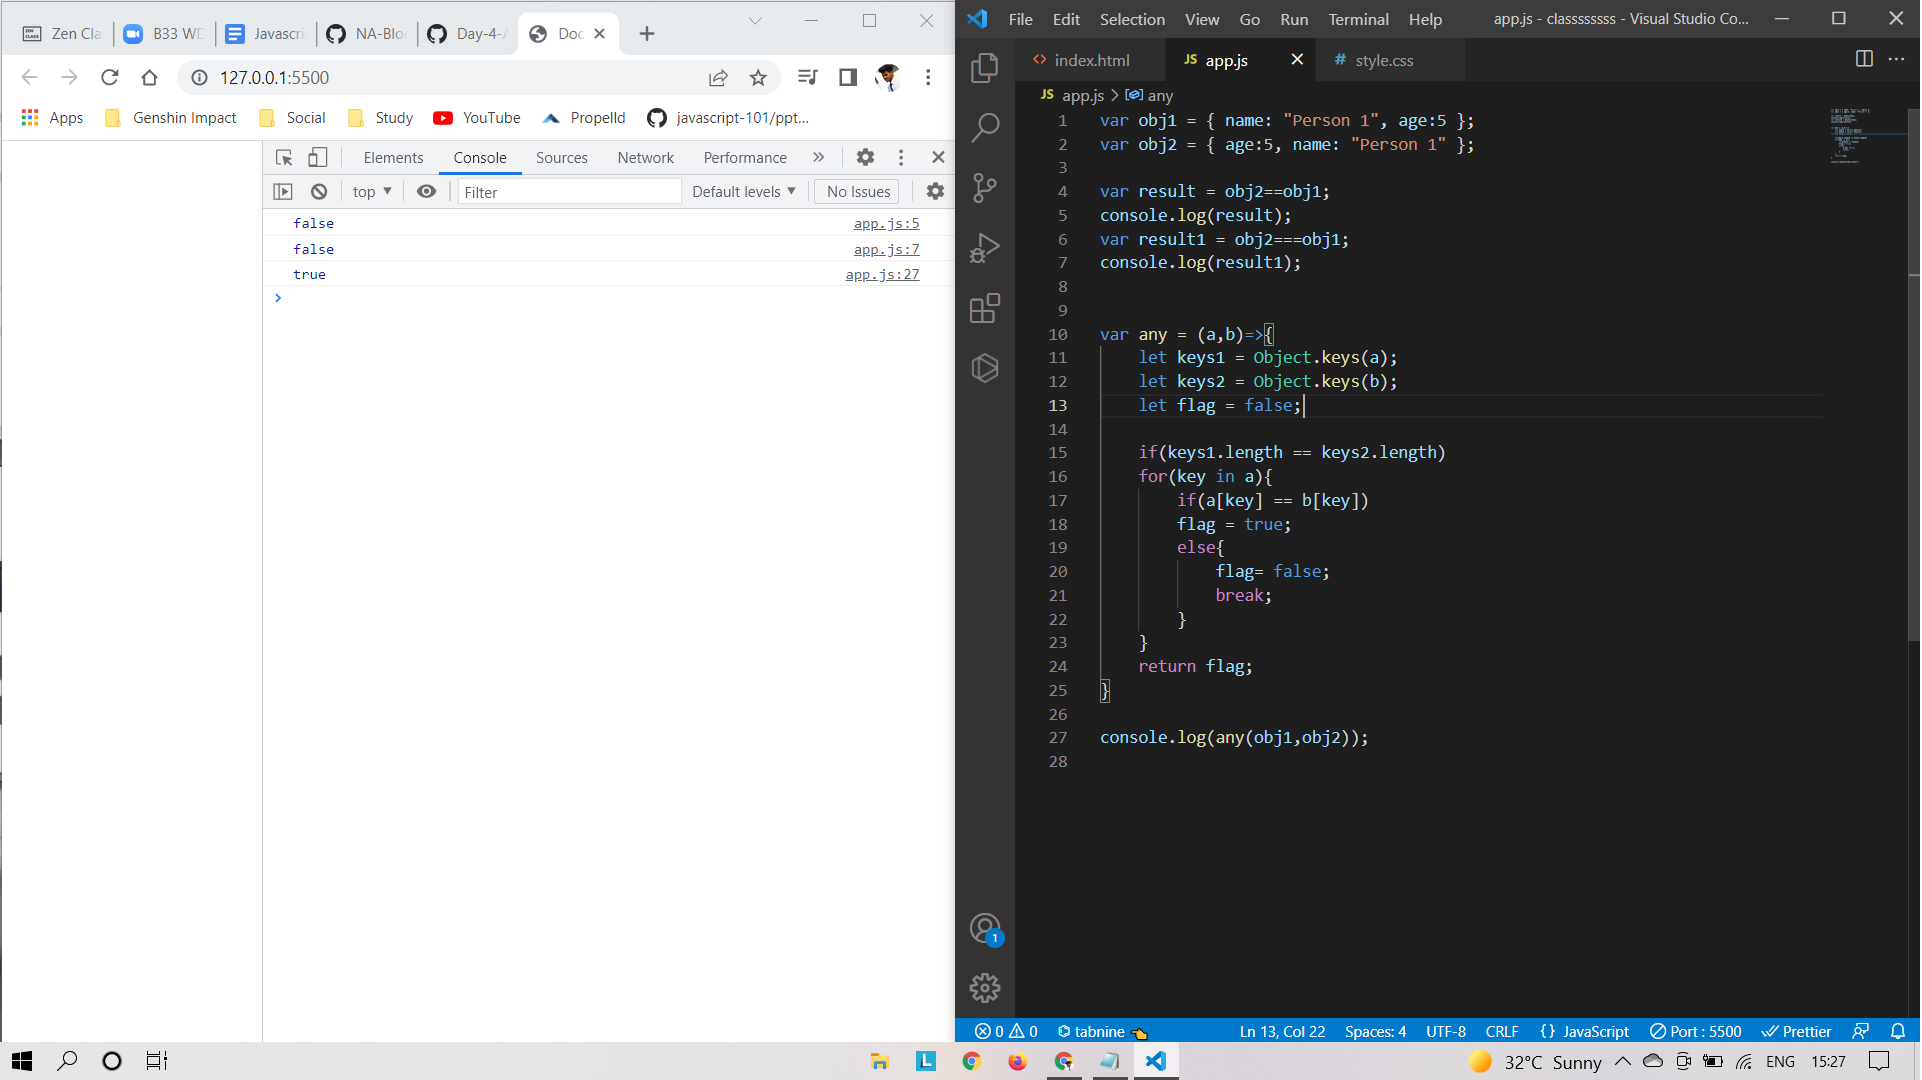 Zen Cla
B33 WD
Javascri
NA-Blo
Day-4-A
Doc
127.0.0.1:5500
Apps
Genshin Impact
Social
Study
YouTube
Propelld
javascript-101/ppt...
Elements
Console
Sources
Network
Performance
top
Filter
Default levels
No Issues
false app.js:5
false app.js:7
true app.js:27
File Edit Selection View Go Run Terminal Help
app.js - classssssss - Visual Studio Co...
index.html
JS app.js
# style.css
JS app.js > any
1 var obj1 = { name: "Person 1", age:5 };
2 var obj2 = { age:5, name: "Person 1" };
3
4 var result = obj2==obj1;
5 console.log(result);
6 var result1 = obj2===obj1;
7 console.log(result1);
8
9
10 var any = (a,b)=>{
11 let keys1 = Object.keys(a);
12 let keys2 = Object.keys(b);
13 let flag = false;
14
15 if(keys1.length == keys2.length)
16 for(key in a){
17 if(a[key] == b[key])
18 flag = true;
19 else{
20 flag= false;
21 break;
22 }
23 }
24 return flag;
25 }
26
27 console.log(any(obj1,obj2));
28
1
0 0
tabnine
Ln 13, Col 22
Spaces: 4
UTF-8
CRLF
{} JavaScript
Port : 5500
Prettier
L
32°C Sunny
ENG
15:27